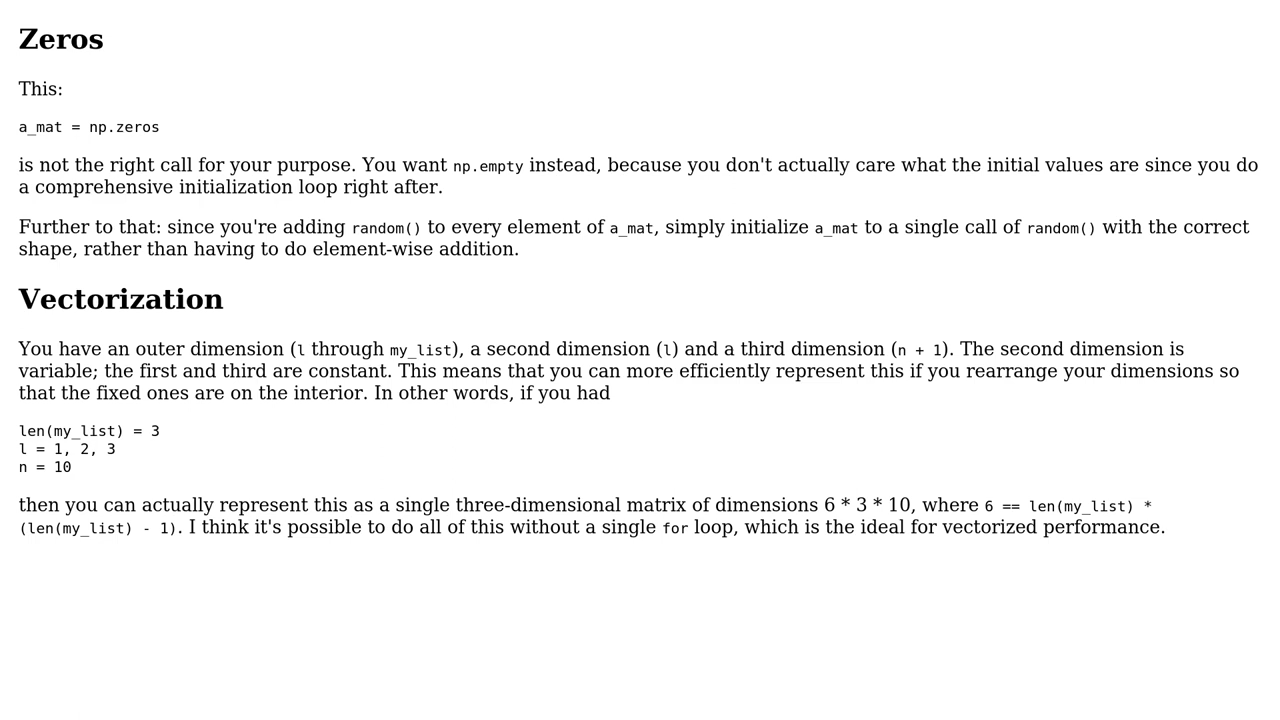 Zeros
This:
a_mat = np.zeros
is not the right call for your purpose. You want np.empty instead, because you don't actually care what the initial values are since you do
a comprehensive initialization loop right after.
Further to that: since you're adding random() to every element of a_mat, simply initialize a_mat to a single call of random() with the correct
shape, rather than having to do element-wise addition.
Vectorization
You have an outer dimension (l through my_list), a second dimension (l) and a third dimension (n + 1). The second dimension is
variable; the first and third are constant. This means that you can more efficiently represent this if you rearrange your dimensions so
that the fixed ones are on the interior. In other words, if you had
len(my_list) = 3
l = 1, 2, 3
n = 10
then you can actually represent this as a single three-dimensional matrix of dimensions 6 * 3 * 10, where 6 == len(my_list) *
(len(my_list) - 1). I think it's possible to do all of this without a single for loop, which is the ideal for vectorized performance.